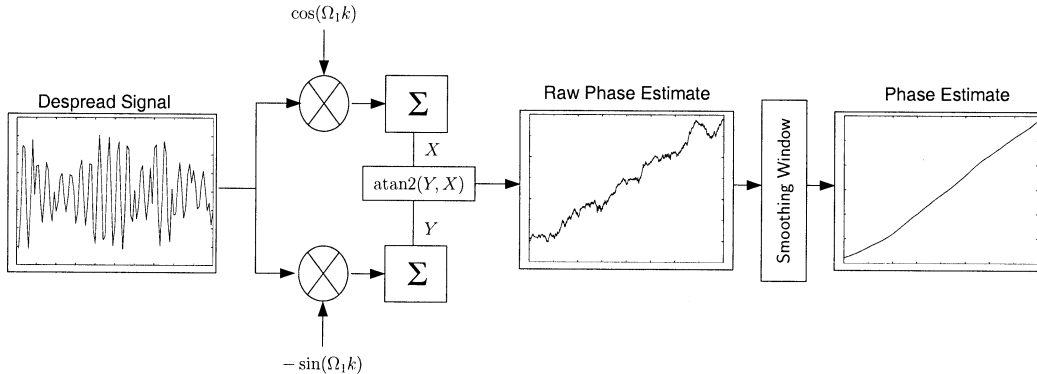 cos(Ω₁k)
Despread Signal
Σ
X
atan2(Y, X)
Y
Σ
− sin(Ω₁k)
Raw Phase Estimate
Smoothing Window
Phase Estimate